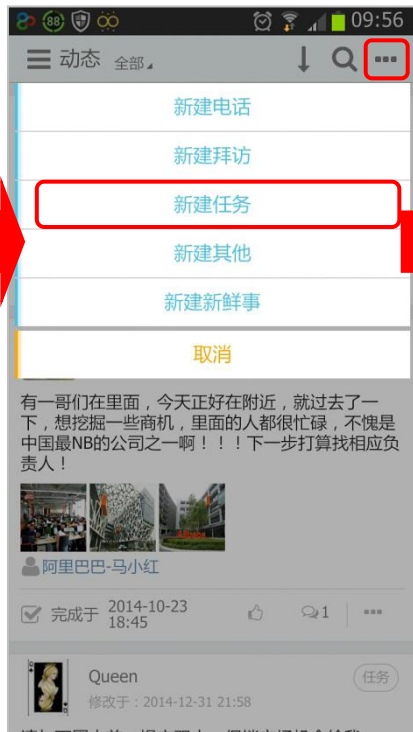 88 09:56
动态 全部
新建电话
新建拜访
新建任务
新建其他
新建新鲜事
取消
有一哥们在里面，今天正好在附近，就过去了一
下，想挖掘一些商机，里面的人都很忙碌，不愧是
中国最NB的公司之一啊！！！下一步打算找相应负
责人！
阿里巴巴-马小红
完成于 2014-10-23
18:45
1
Queen 任务
修改于：2014-12-31 21:58